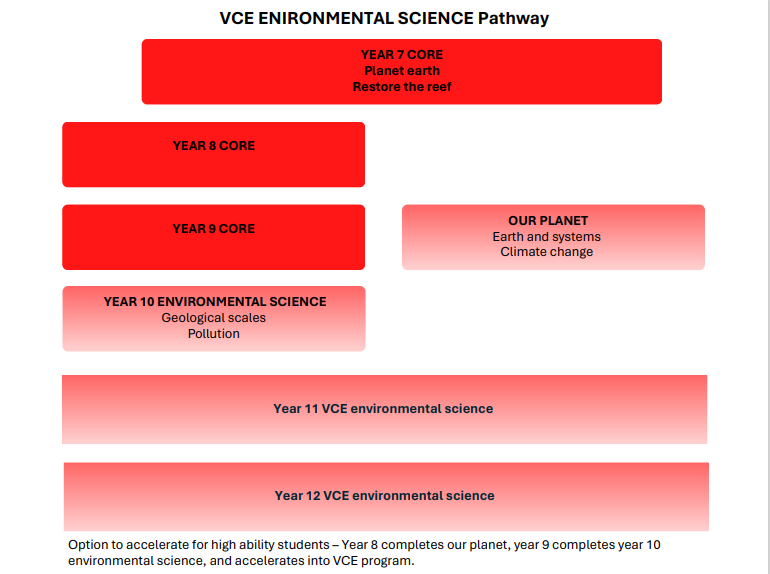 VCE ENIRONMENTAL SCIENCE Pathway
YEAR 7 CORE
Planet earth
Restore the reef
YEAR 8 CORE
YEAR 9 CORE
OUR PLANET
Earth and systems
Climate change
YEAR 10 ENVIRONMENTAL SCIENCE
Geological scales
Pollution
Year 11 VCE environmental science
Year 12 VCE environmental science
Option to accelerate for high ability students – Year 8 completes our planet, year 9 completes year 10
environmental science, and accelerates into VCE program.